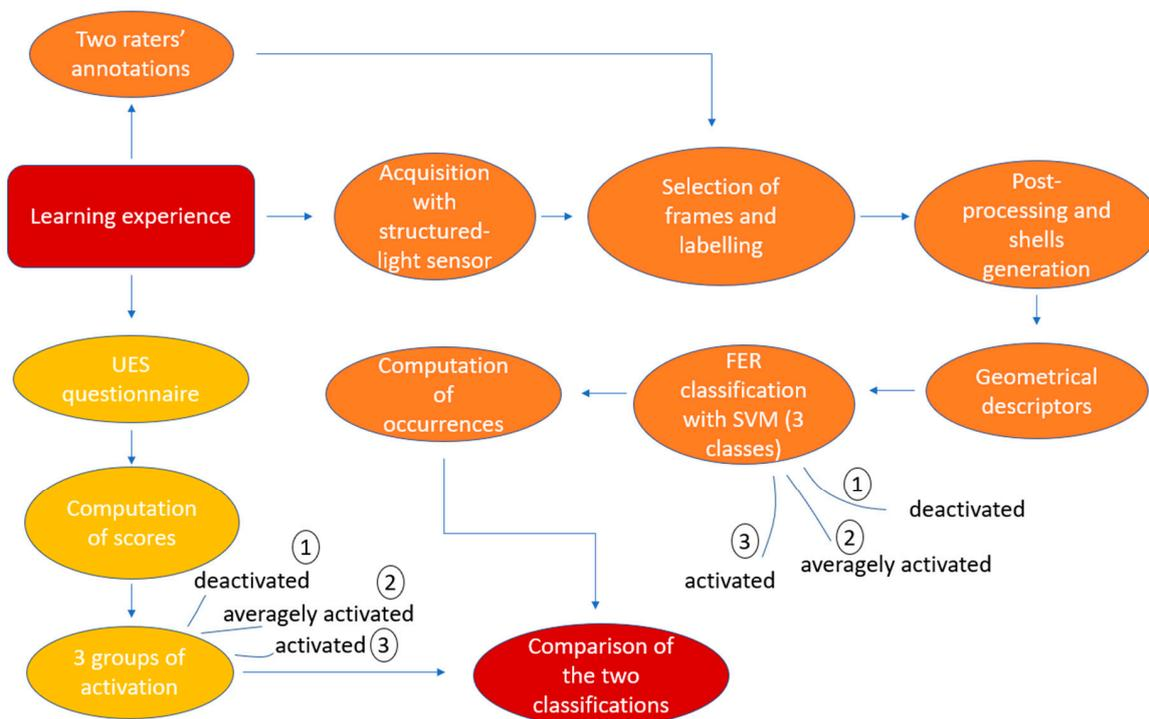 Two raters’
annotations
Learning experience
Acquisition
with
structured-
light sensor
Selection of
frames and
labelling
Post-
processing and
shells
generation
UES
questionnaire
Computation
of
occurrences
FER
classification
with SVM (3
classes)
Geometrical
descriptors
Computation
of scores
1
deactivated
2
averagely activated
3
activated
1
deactivated
2
averagely activated
activated 3
3 groups of
activation
Comparison of
the two
classifications